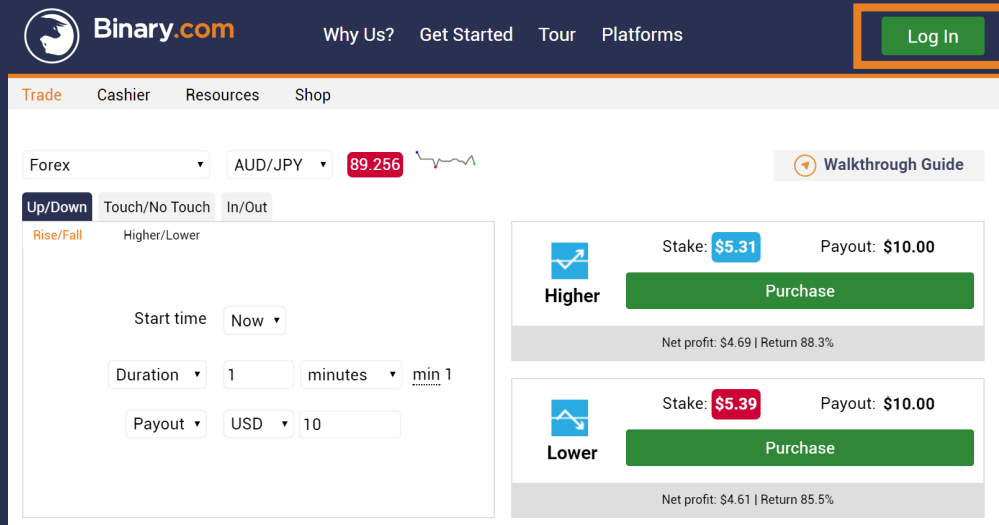 Binary.com
Why Us? Get Started Tour Platforms
Log In
Trade Cashier Resources Shop
Forex AUD/JPY 89.256
Walkthrough Guide
Up/Down Touch/No Touch In/Out
Rise/Fall Higher/Lower
Start time Now
Duration 1 minutes min 1
Payout USD 10
Higher
Stake: $5.31 Payout: $10.00
Purchase
Net profit: $4.69 | Return 88.3%
Lower
Stake: $5.39 Payout: $10.00
Purchase
Net profit: $4.61 | Return 85.5%